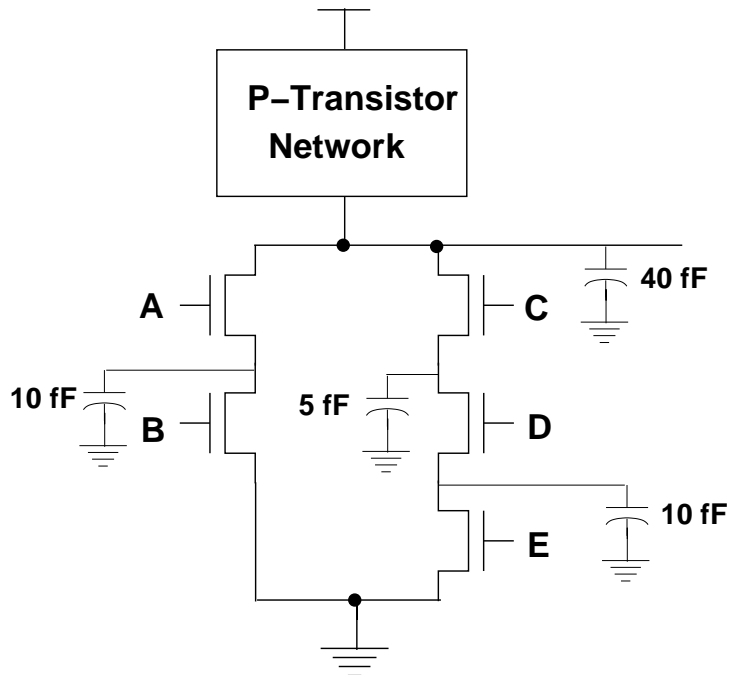 P–Transistor
Network
A
C
40 fF
10 fF
B
5 fF
D
10 fF
E